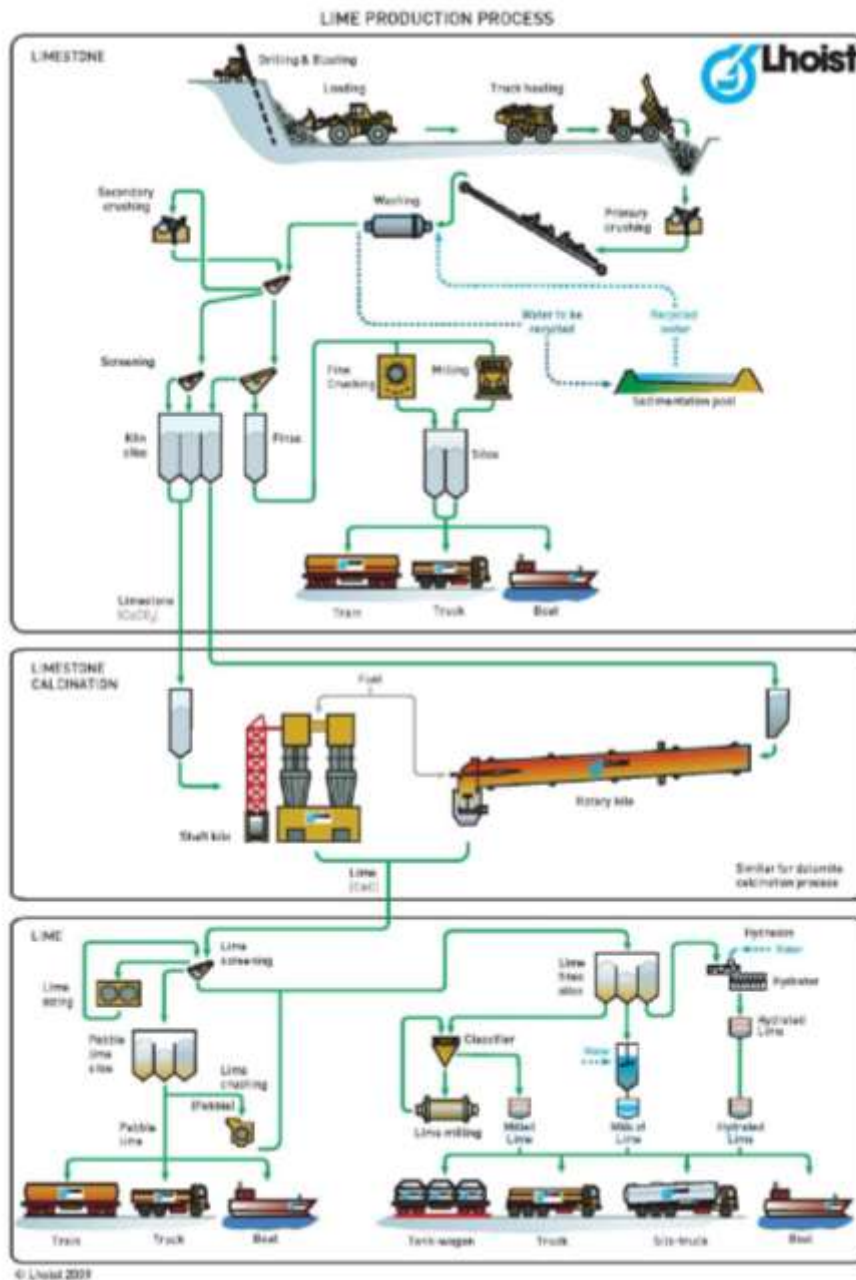 LIME PRODUCTION PROCESS
LIMESTONE
Lhoist
Drilling & Blasting
Loading
Truck hauling
Secondary
crushing
Washing
Primary
crushing
Water to be
recycled
Recycled
water
Screening
Fine
Crushing
Milling
Sedimentation pool
Kiln
silos
Fines
Silos
Train
Truck
Boat
Limestone
(CaCO₃)
LIMESTONE
CALCINATION
Fuel
Shaft kiln
Rotary kiln
Lime
(CaO)
Similar for dolomite
calcination process
LIME
Lime
screening
Lime
sizing
Pebble
lime
silos
Lime
crushing
(Pebble)
Pebble
lime
Lime
fines
silos
Hydration
Water
Hydrator
Hydrated
Lime
Classifier
Water
Lime milling
Milled
Lime
Milk of
Lime
Hydrated
Lime
Train
Truck
Boat
Tank-wagon
Truck
Silo-truck
Boat
© Lhoist 2009